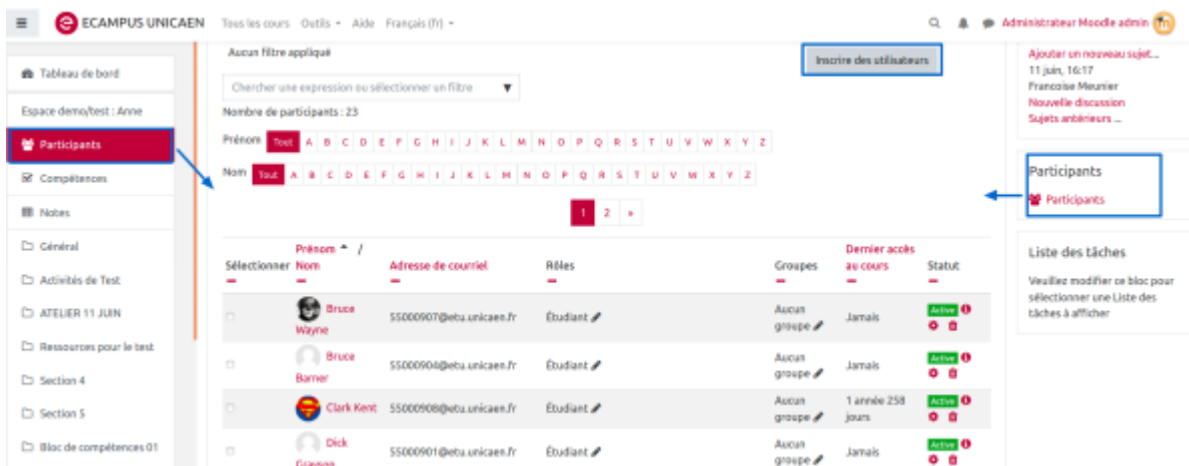 ECAMPUS UNICAEN Tous les cours Outils Aide Français (fr) Administrateur Moodle admin
Tableau de bord
Espace demo/test : Anne
Participants
Compétences
Notes
Général
Activités de Test
ATELIER 11 JUIN
Ressources pour le test
Section 4
Section 5
Bloc de compétences 01
Aucun filtre appliqué
Inscrire des utilisateurs
Chercher une expression ou sélectionner un filtre ▼
Nombre de participants : 23
Prénom Tout A B C D E F G H I J K L M N O P Q R S T U V W X Y Z
Nom Tout A B C D E F G H I J K L M N O P Q R S T U V W X Y Z
1 2 »
Sélectionner Prénom / Nom Adresse de courriel Rôles Groupes Dernier accès au cours Statut
Bruce Wayne 55000907@etu.unicaen.fr Étudiant Aucun groupe Jamais Active
Bruce Barner 55000904@etu.unicaen.fr Étudiant Aucun groupe Jamais Active
Clark Kent 55000908@etu.unicaen.fr Étudiant Aucun groupe 1 année 258 jours Active
Dick Grayson 55000901@etu.unicaen.fr Étudiant Aucun groupe Jamais Active
Ajouter un nouveau sujet...
11 juin, 16:17
Francoise Meunier
Nouvelle discussion
Sujets antérieurs ...
Participants
Participants
Liste des tâches
Veuillez modifier ce bloc pour
sélectionner une Liste des
tâches à afficher